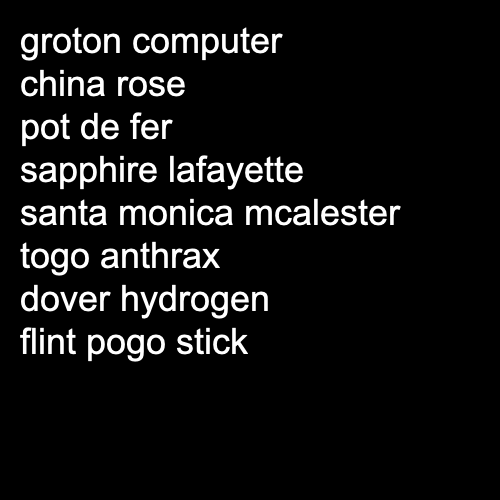 groton computer
china rose
pot de fer
sapphire lafayette
santa monica mcalester
togo anthrax
dover hydrogen
flint pogo stick